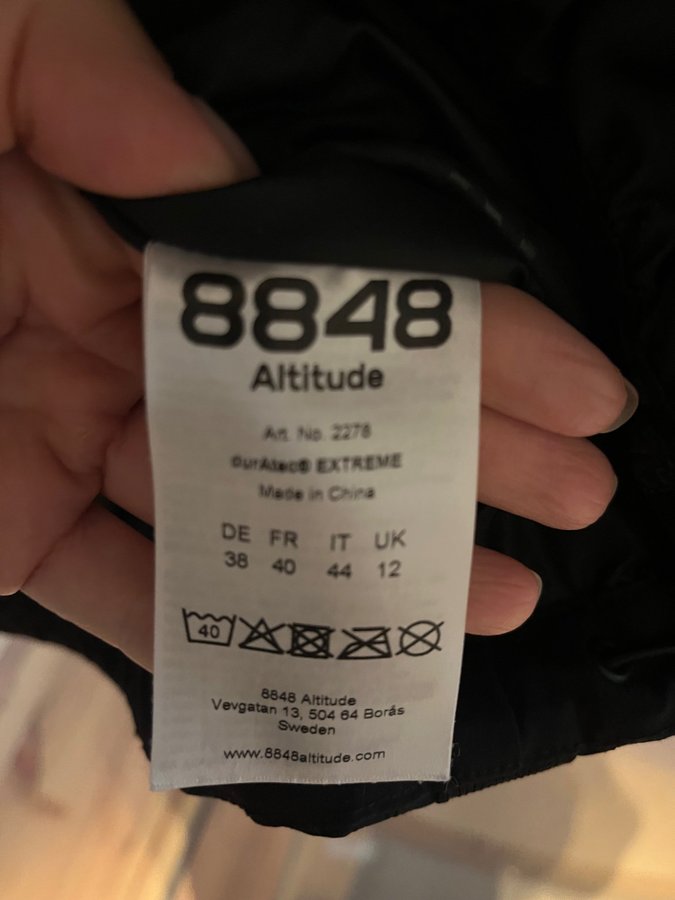 8848
Altitude
Art. No. 2278
durAtec® EXTREME
Made in China
DE FR IT UK
38 40 44 12
40
8848 Altitude
Vevgatan 13, 504 64 Borås
Sweden
www.8848altitude.com